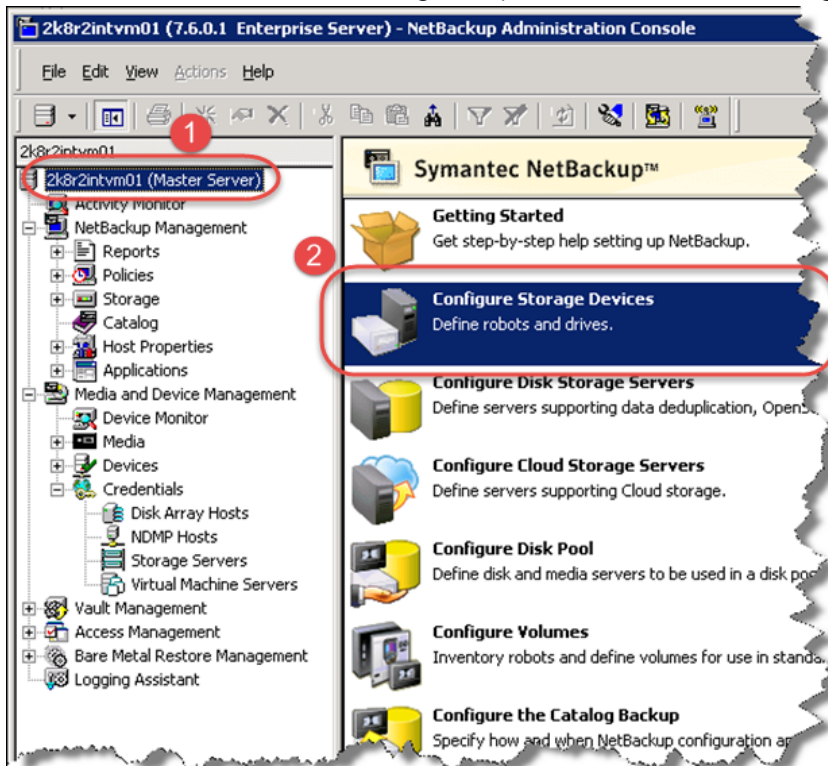 2k8r2intvm01 (7.6.0.1 Enterprise Server) - NetBackup Administration Console
File Edit View Actions Help
1
2k8r2intvm01
2k8r2intvm01 (Master Server)
Activity Monitor
NetBackup Management
Reports
Policies
Storage
Catalog
Host Properties
Applications
Media and Device Management
Device Monitor
Media
Devices
Credentials
Disk Array Hosts
NDMP Hosts
Storage Servers
Virtual Machine Servers
Vault Management
Access Management
Bare Metal Restore Management
Logging Assistant
Symantec NetBackup™
Getting Started
Get step-by-step help setting up NetBackup.
2
Configure Storage Devices
Define robots and drives.
Configure Disk Storage Servers
Define servers supporting data deduplication,
Configure Cloud Storage Servers
Define servers supporting Cloud storage.
Configure Disk Pool
Define disk and media servers to be used in a disk
Configure Volumes
Inventory robots and define volumes for use in
Configure the Catalog Backup
Specify how and when NetBackup configuration